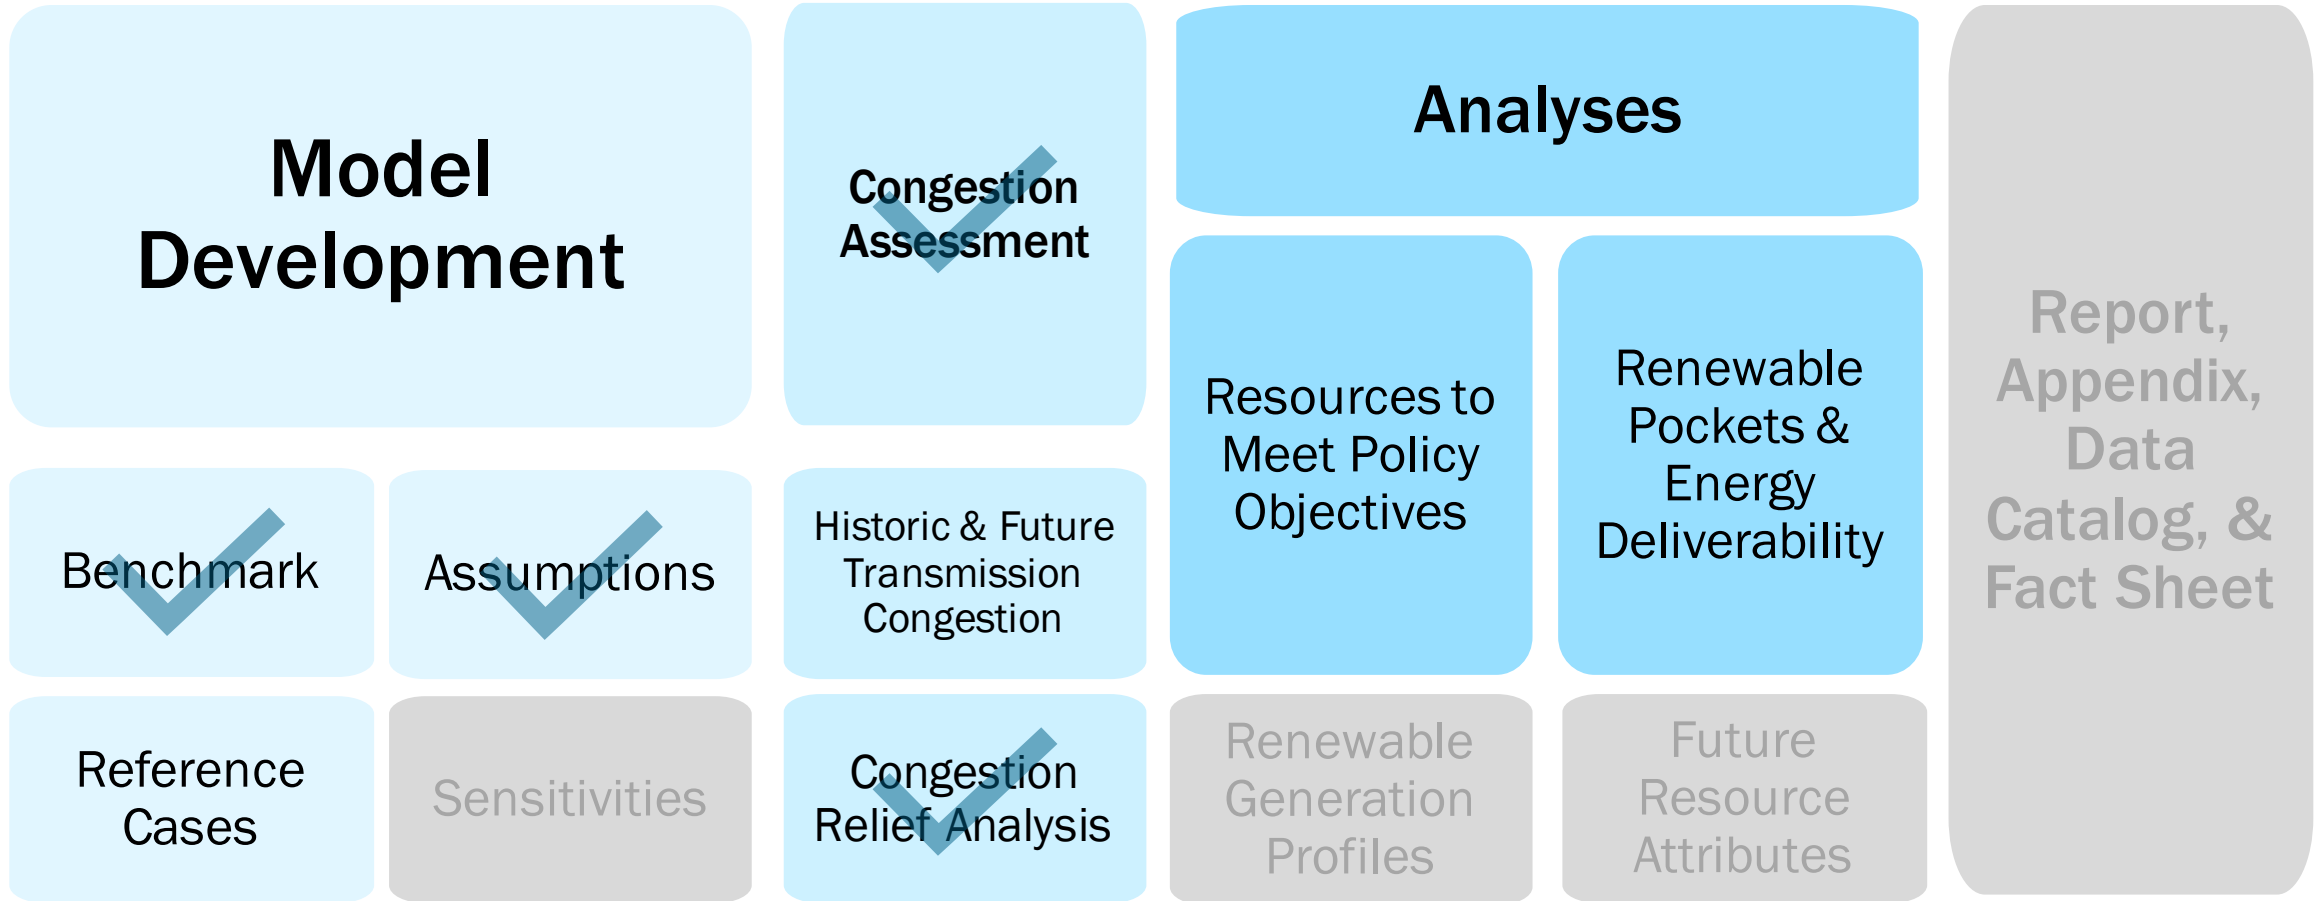 Model
Development
Benchmark
Assumptions
Reference
Cases
Sensitivities
Congestion
Assessment
Historic & Future
Transmission
Congestion
Congestion
Relief Analysis
Analyses
Resources to
Meet Policy
Objectives
Renewable
Pockets &
Energy
Deliverability
Renewable
Generation
Profiles
Future
Resource
Attributes
Report,
Appendix,
Data
Catalog, &
Fact Sheet